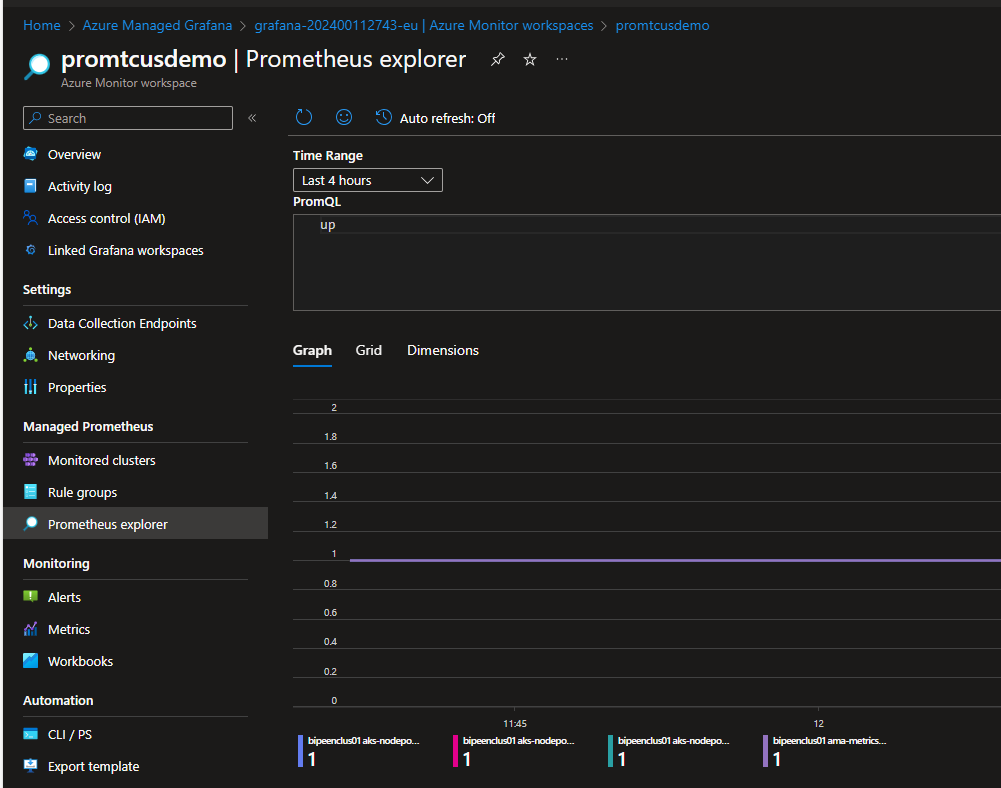 Home > Azure Managed Grafana > grafana-202400112743-eu | Azure Monitor workspaces > promtcusdemo
promtcusdemo | Prometheus explorer ...
Azure Monitor workspace
Search «
Overview
Activity log
Access control (IAM)
Linked Grafana workspaces
Settings
Data Collection Endpoints
Networking
Properties
Managed Prometheus
Monitored clusters
Rule groups
Prometheus explorer
Monitoring
Alerts
Metrics
Workbooks
Automation
CLI / PS
Export template
Auto refresh: Off
Time Range
Last 4 hours
PromQL
up
Graph Grid Dimensions
2
1.8
1.6
1.4
1.2
1
0.8
0.6
0.4
0.2
0
11:45 12
bipeenclus01 aks-nodepo... bipeenclus01 aks-nodepo... bipeenclus01 aks-nodepo... bipeenclus01 ama-metrics...
1 1 1 1